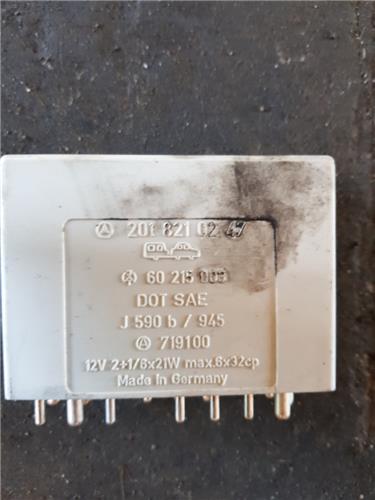 201 821 02 47
60 215 003
DOT SAE
J 590 b / 945
719100
12V 2+1/6x21W max.6x32cp
Made in Germany